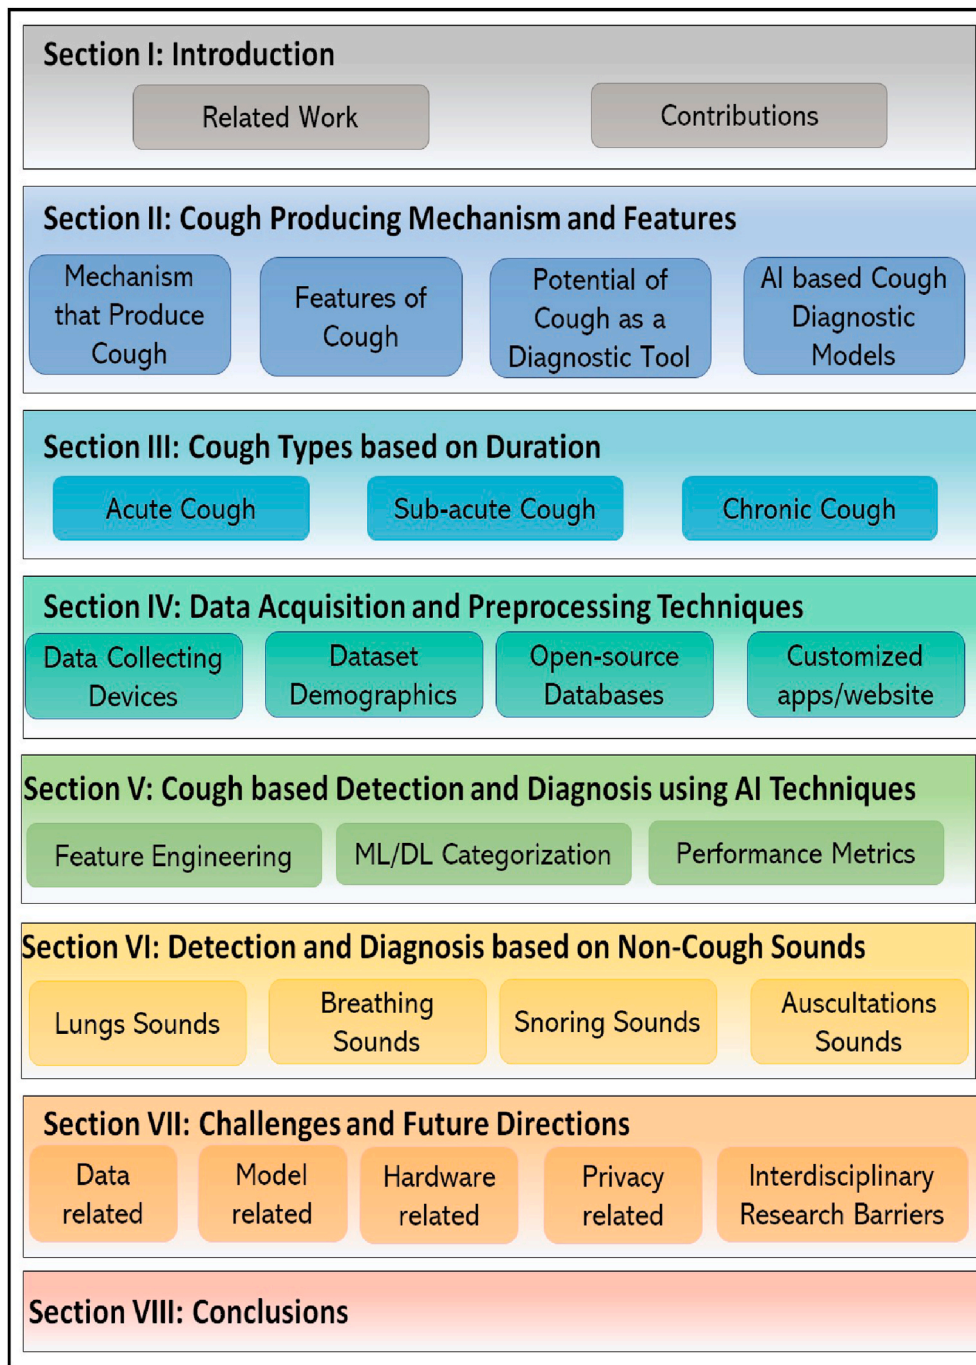 Section I: Introduction
Related Work
Contributions
Section II: Cough Producing Mechanism and Features
Mechanism
that Produce
Cough
Features of
Cough
Potential of
Cough as a
Diagnostic Tool
AI based Cough
Diagnostic
Models
Section III: Cough Types based on Duration
Acute Cough
Sub-acute Cough
Chronic Cough
Section IV: Data Acquisition and Preprocessing Techniques
Data Collecting
Devices
Dataset
Demographics
Open-source
Databases
Customized
apps/website
Section V: Cough based Detection and Diagnosis using AI Techniques
Feature Engineering
ML/DL Categorization
Performance Metrics
Section VI: Detection and Diagnosis based on Non-Cough Sounds
Lungs Sounds
Breathing
Sounds
Snoring Sounds
Auscultations
Sounds
Section VII: Challenges and Future Directions
Data
related
Model
related
Hardware
related
Privacy
related
Interdisciplinary
Research Barriers
Section VIII: Conclusions